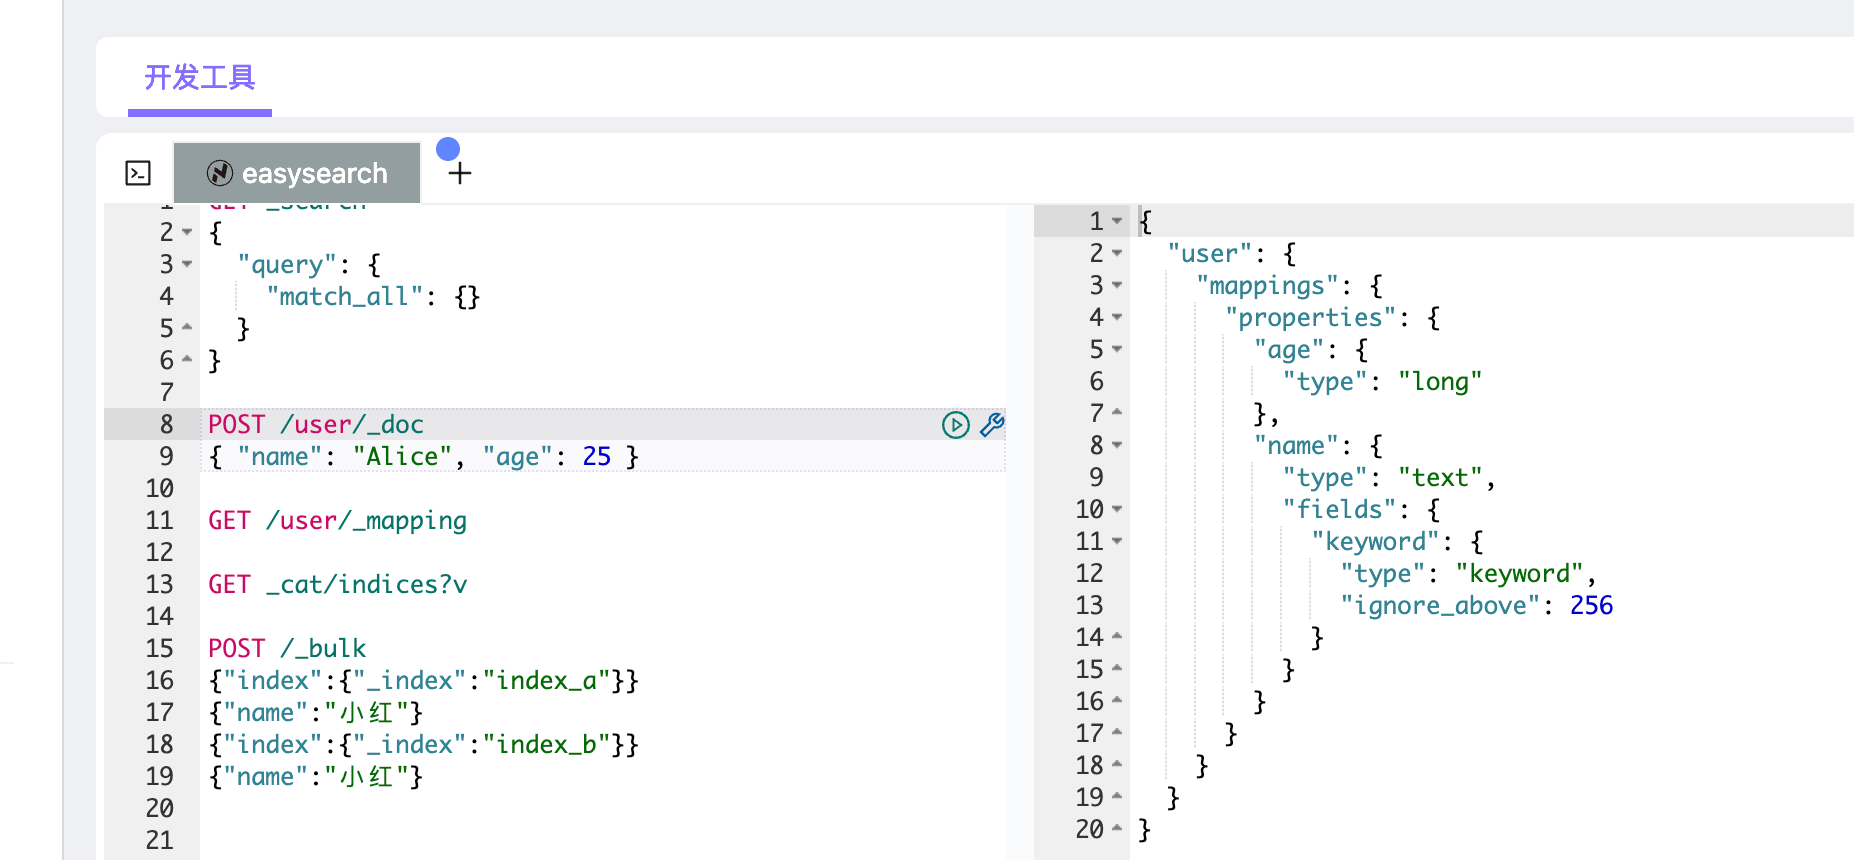 开发工具
easysearch
1 GET _search
2 {
3 "query": {
4 "match_all": {}
5 }
6 }
7
8 POST /user/_doc
9 { "name": "Alice", "age": 25 }
10
11 GET /user/_mapping
12
13 GET _cat/indices?v
14
15 POST /_bulk
16 {"index":{"_index":"index_a"}}
17 {"name":"小红"}
18 {"index":{"_index":"index_b"}}
19 {"name":"小红"}
20
21
1 {
2 "user": {
3 "mappings": {
4 "properties": {
5 "age": {
6 "type": "long"
7 },
8 "name": {
9 "type": "text",
10 "fields": {
11 "keyword": {
12 "type": "keyword",
13 "ignore_above": 256
14 }
15 }
16 }
17 }
18 }
19 }
20 }